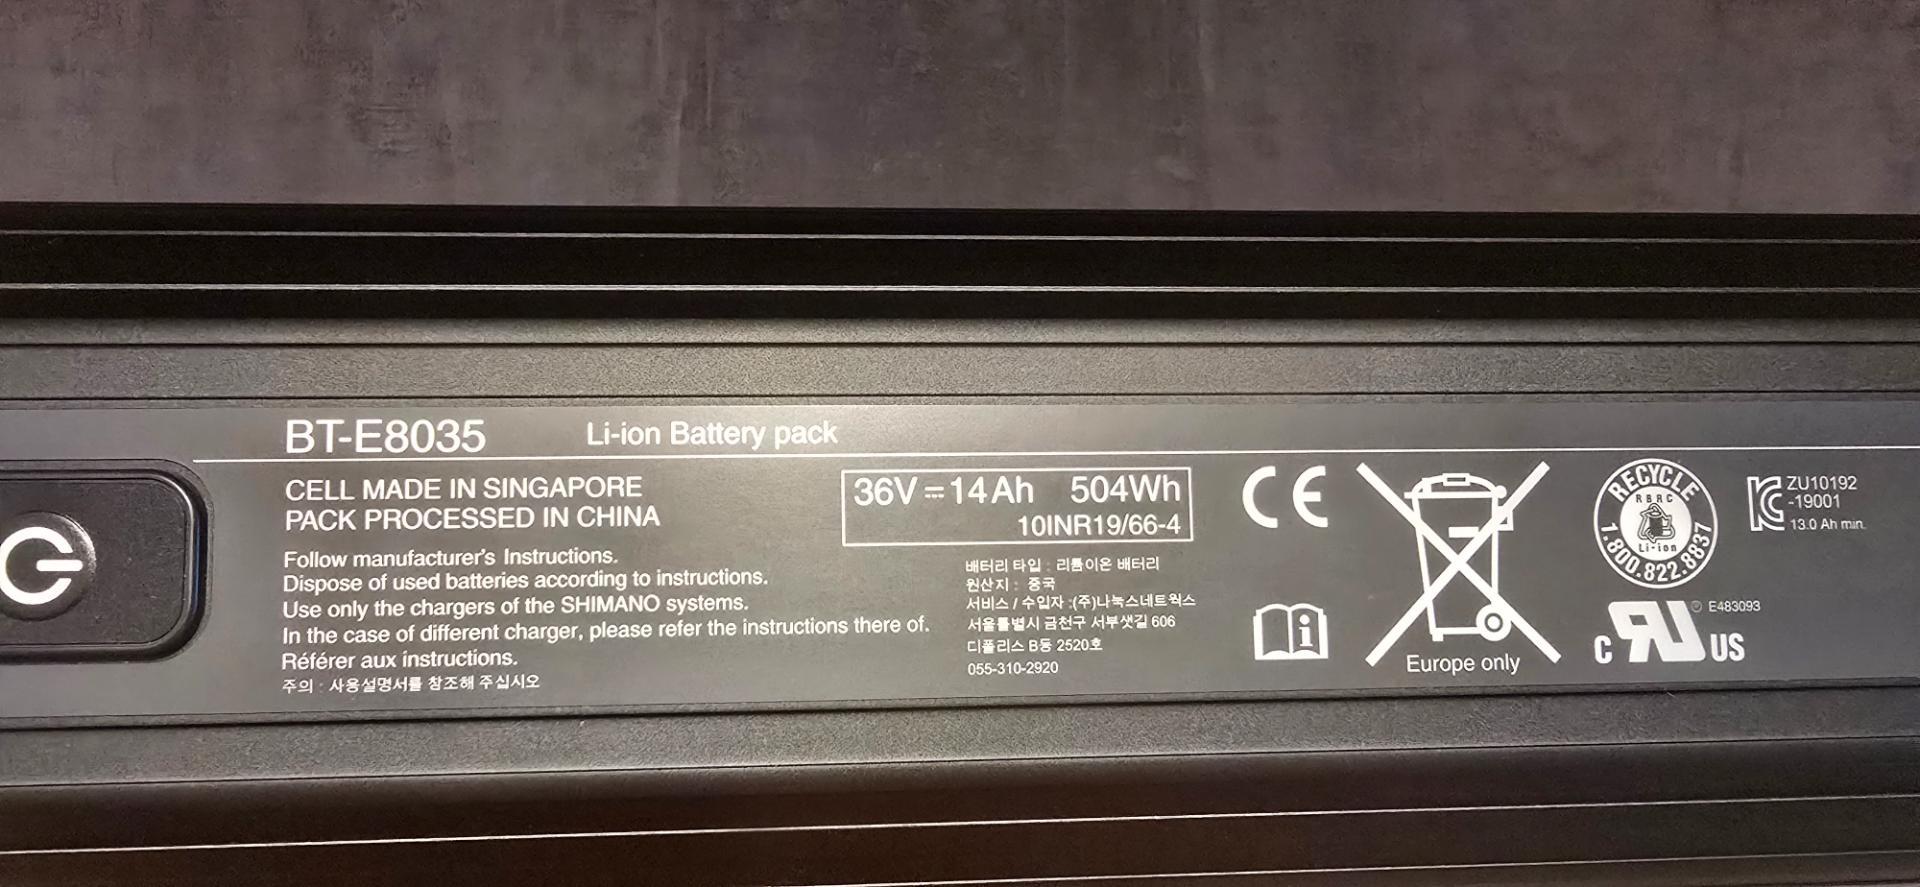 BT-E8035 Li-ion Battery pack
CELL MADE IN SINGAPORE
PACK PROCESSED IN CHINA
Follow manufacturer's Instructions.
Dispose of used batteries according to instructions.
Use only the chargers of the SHIMANO systems.
In the case of different charger, please refer the instructions there of.
Référer aux instructions.
주의 : 사용설명서를 참조해 주십시오
36V⎓14Ah 504Wh
10INR19/66-4
배터리 타입 : 리튬이온 배터리
원산지 : 중국
서비스 / 수입자 :(주)나눅스네트웍스
서울특별시 금천구 서부샛길 606
디폴리스 B동 2520호
055-310-2920
CE
Europe only
RECYCLE
RBRC
Li-ion
1.800.822.8837
C RU US
® E483093
KC ZU10192
-19001
13.0 Ah min.